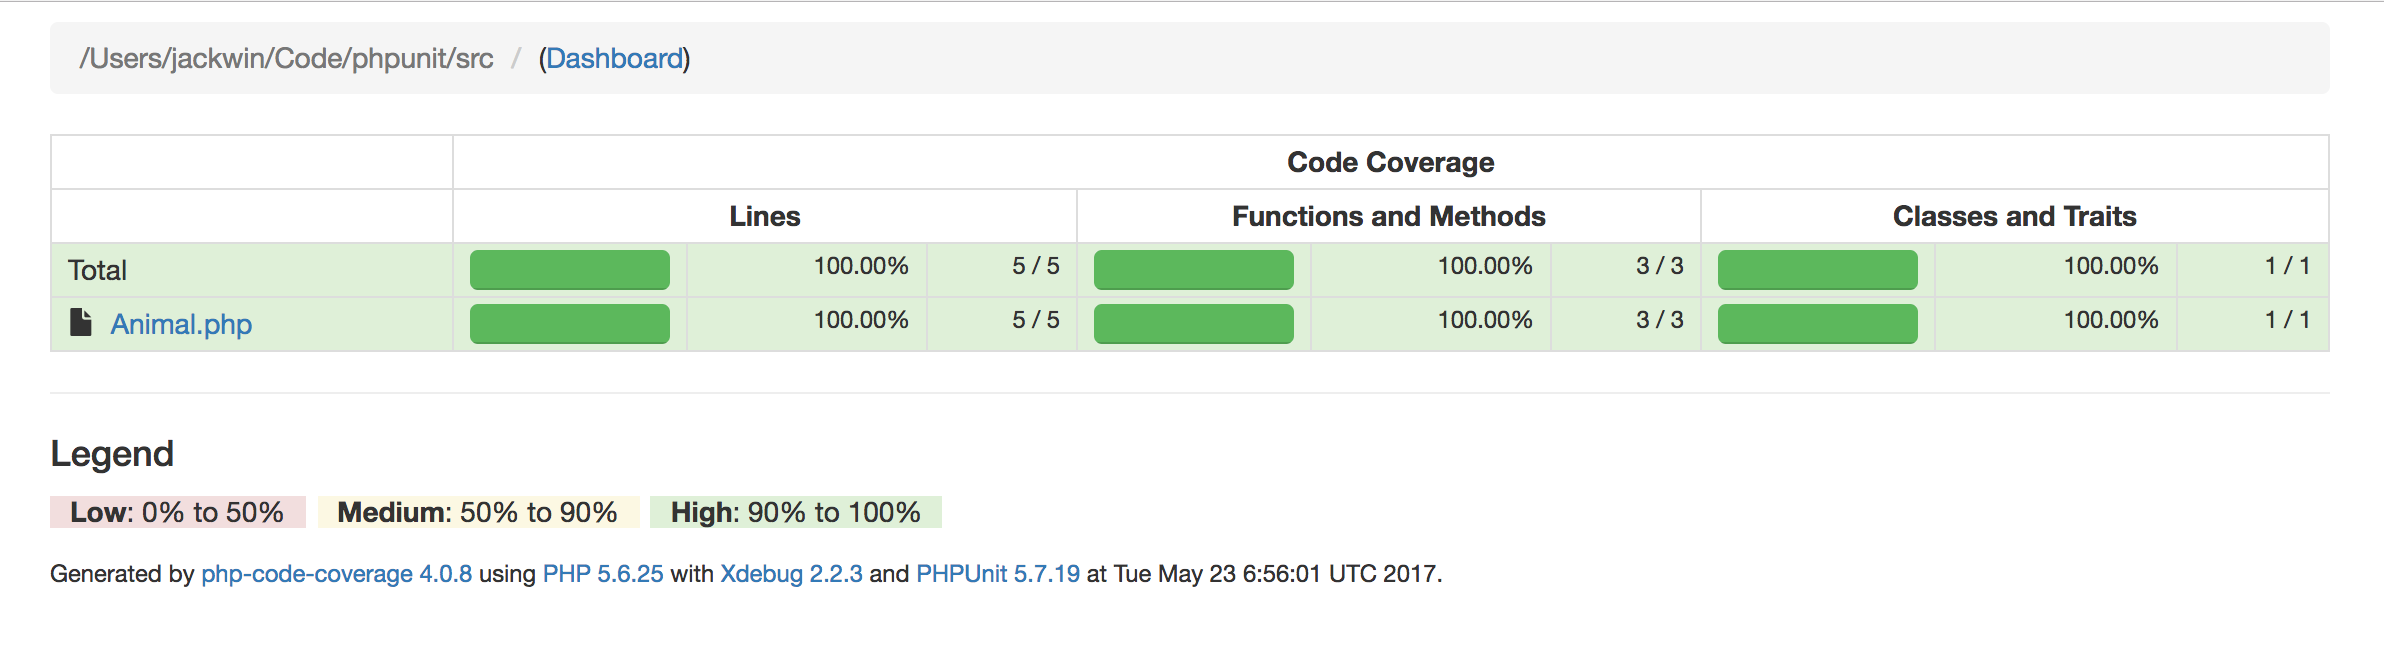 /Users/jackwin/Code/phpunit/src / (Dashboard)
Code Coverage
Lines Functions and Methods Classes and Traits
Total 100.00% 5 / 5 100.00% 3 / 3 100.00% 1 / 1
Animal.php 100.00% 5 / 5 100.00% 3 / 3 100.00% 1 / 1
Legend
Low: 0% to 50% Medium: 50% to 90% High: 90% to 100%
Generated by php-code-coverage 4.0.8 using PHP 5.6.25 with Xdebug 2.2.3 and PHPUnit 5.7.19 at Tue May 23 6:56:01 UTC 2017.